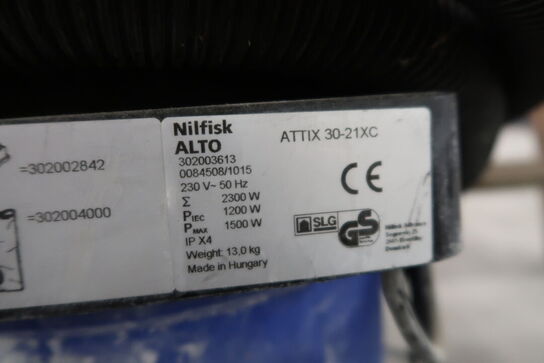 =302002842
=302004000
Nilfisk
ALTO
302003613
0084508/1015
230 V~ 50 Hz
Σ 2300 W
PIEC 1200 W
PMAX 1500 W
IP X4
Weight: 13,0 kg
Made in Hungary
ATTIX 30-21XC
CE
SLG
GS